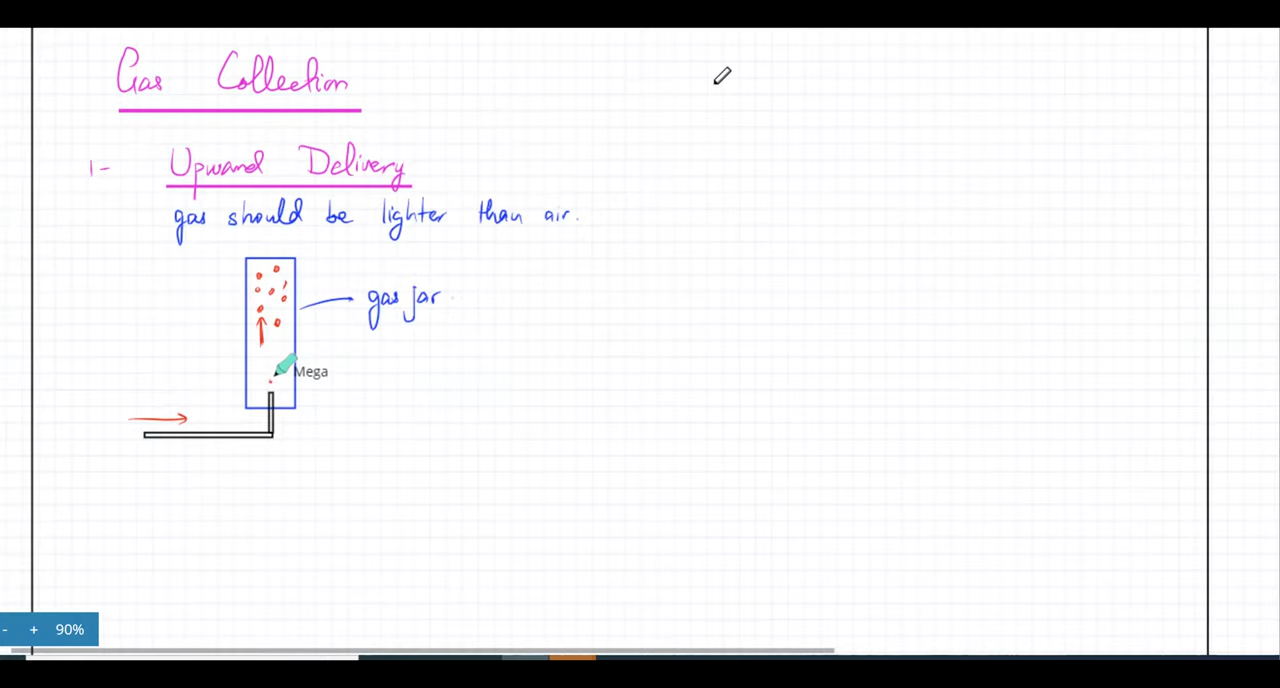 Gas Collection
1- Upward Delivery
gas should be lighter than air.
gas jar
Mega
- + 90%